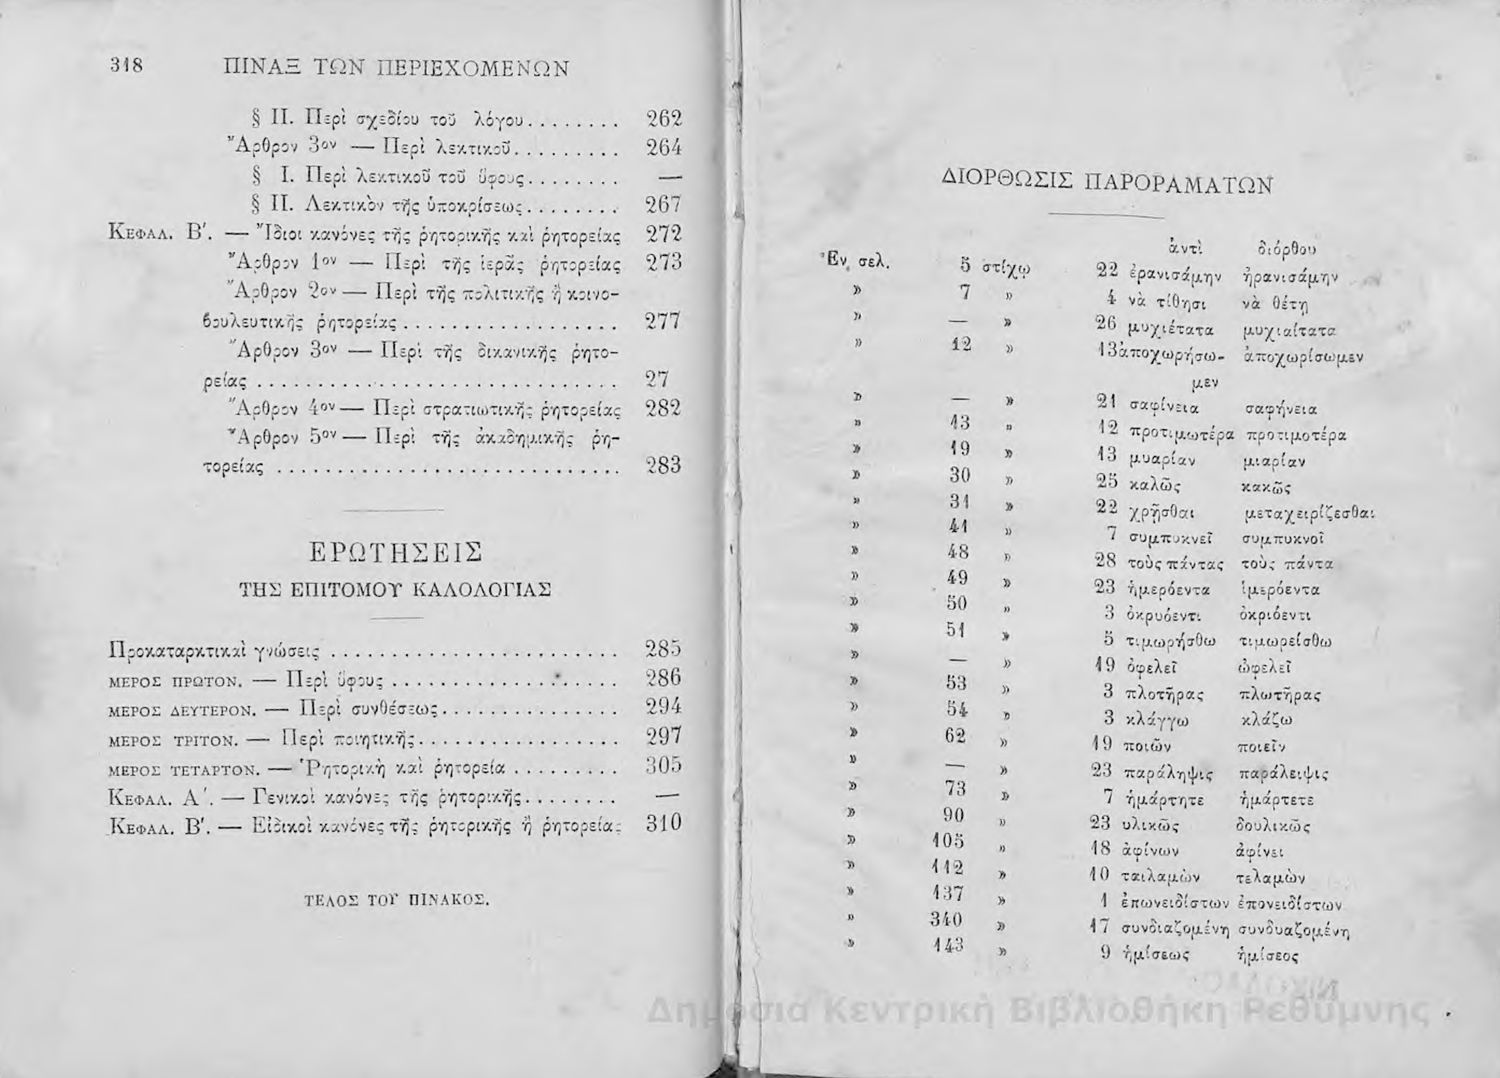 318 ΠΙΝΑΞ ΤΩΝ ΠΕΡΙΕΧΟΜΕΝΩΝ
§ ΙΙ. Περὶ σχεδίου τοῦ λόγου......... 262
Ἄρθρον 3ον — Περὶ λεκτικοῦ.......... 264
§ Ι. Περὶ λεκτικοῦ τοῦ ὕφους......... —
§ ΙΙ. Λεκτικὸν τῆς ὑποκρίσεως......... 267
ΚΕΦΑΛ. Β'. — Ἴδιοι κανόνες τῆς ῥητορικῆς καὶ ῥητορείας 272
Ἄρθρον 1ον — Περὶ τῆς ἱερᾶς ῥητορείας 273
Ἄρθρον 2ον — Περὶ τῆς πολιτικῆς ἢ κοινο-
βουλευτικῆς ῥητορείας .................. 277
Ἄρθρον 3ον — Περὶ τῆς δικανικῆς ῥητο-
ρείας .............................. 27
Ἄρθρον 4ον — Περὶ στρατιωτικῆς ῥητορείας 282
Ἄρθρον 5ον — Περὶ τῆς ἀκαδημικῆς ῥη-
τορείας .............................. 283
ΕΡΩΤΗΣΕΙΣ
ΤΗΣ ΕΠΙΤΟΜΟΥ ΚΑΛΟΛΟΓΙΑΣ
Προκαταρκτικαὶ γνώσεις ......................... 285
ΜΕΡΟΣ ΠΡΩΤΟΝ. — Περὶ ὕφους .................... 286
ΜΕΡΟΣ ΔΕΥΤΕΡΟΝ. — Περὶ συνθέσεως................ 294
ΜΕΡΟΣ ΤΡΙΤΟΝ. — Περὶ ποιητικῆς.................. 297
ΜΕΡΟΣ ΤΕΤΑΡΤΟΝ. — Ῥητορικὴ καὶ ῥητορεία .......... 305
ΚΕΦΑΛ. Α'. — Γενικοὶ κανόνες τῆς ῥητορικῆς......... —
ΚΕΦΑΛ. Β'. — Εἰδικοὶ κανόνες τῆς ῥητορικῆς ἢ ῥητορείας 310
ΤΕΛΟΣ ΤΟΥ ΠΙΝΑΚΟΣ.
ΔΙΟΡΘΩΣΙΣ ΠΑΡΟΡΑΜΑΤΩΝ
ἀντὶ διόρθου
Ἐν σελ. 5 στίχῳ 22 ἐρανισάμην ἠρανισάμην
» 7 » 4 νὰ τίθησι νὰ θέτῃ
» — » 26 μυχιέτατα μυχιαίτατα
» 12 » 13 ἀποχωρήσω- ἀποχωρίσωμεν
μεν
» — » 21 σαφίνεια σαφήνεια
» 13 » 12 προτιμωτέρα προτιμοτέρα
» 19 » 13 μυαρίαν μιαρίαν
» 30 » 25 καλῶς κακῶς
» 31 » 22 χρῆσθαι μεταχειρίζεσθαι
» 41 » 7 συμπυκνεῖ συμπυκνοῖ
» 48 » 28 τοὺς πάντας τοὺς πάντα
» 49 » 23 ἡμερόεντα ἱμερόεντα
» 50 » 3 ὀκρυόεντι ὀκριόεντι
» 51 » 5 τιμωρήσθω τιμωρείσθω
» — » 19 ὀφελεῖ ὠφελεῖ
» 53 » 3 πλοτῆρας πλωτῆρας
» 54 » 3 κλάγγω κλάζω
» 62 » 19 ποιῶν ποιεῖν
» — » 23 παράληψις παράλειψις
» 73 » 7 ἡμάρτητε ἡμάρτετε
» 90 » 23 υλικῶς δουλικῶς
» 105 » 18 ἀφίνων ἀφίνει
» 112 » 10 ταιλαμών τελαμών
» 137 » 1 ἐπωνειδίστων ἐπονειδίστων
» 340 » 17 συνδιαζομένη συνδυαζομένη
» 143 » 9 ἡμίσεως ἡμίσεος
Δημόσια Κεντρική Βιβλιοθήκη Ρεθύμνης